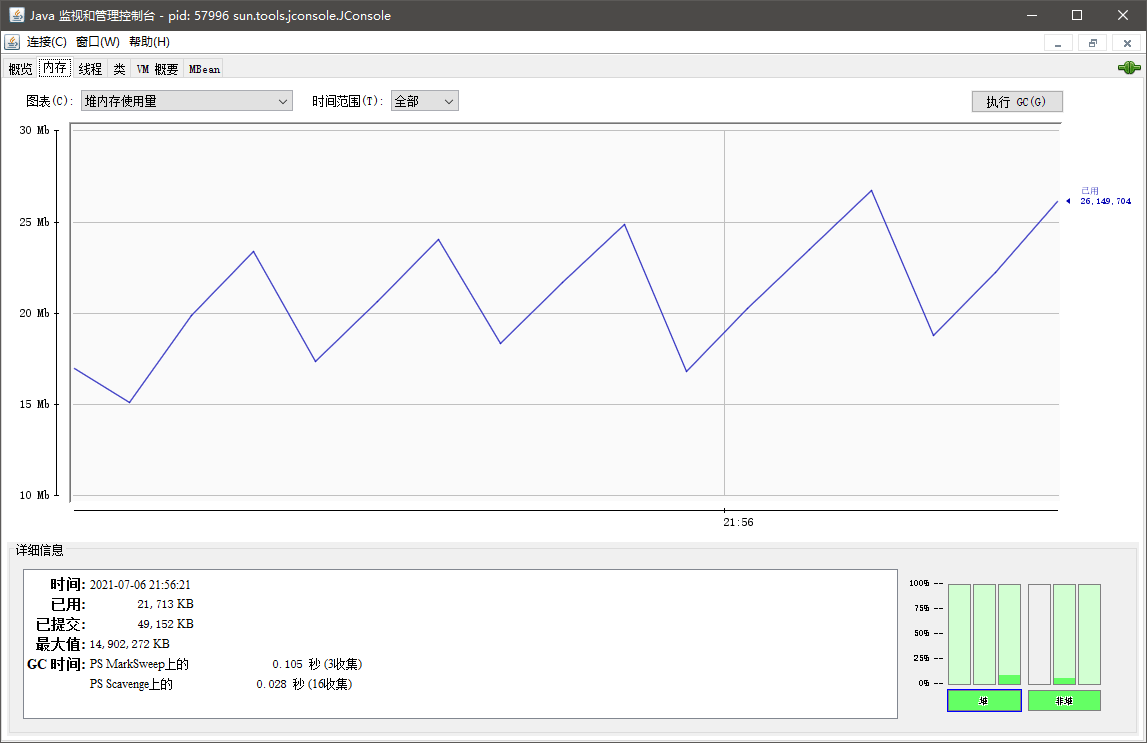 Java 监视和管理控制台 - pid: 57996 sun.tools.jconsole.JConsole
连接(C) 窗口(W) 帮助(H)
概览 内存 线程 类 VM 概要 MBean
图表(C): 堆内存使用量 时间范围(T): 全部 执行 GC(G)
30 Mb
已用
26,149,704
25 Mb
20 Mb
15 Mb
10 Mb
21:56
详细信息
时间: 2021-07-06 21:56:21
已用: 21,713 KB
已提交: 49,152 KB
最大值: 14,902,272 KB
GC 时间: PS MarkSweep上的 0.105 秒 (3收集)
PS Scavenge上的 0.028 秒 (16收集)
100% --
75% --
50% --
25% --
0% --
堆 非堆